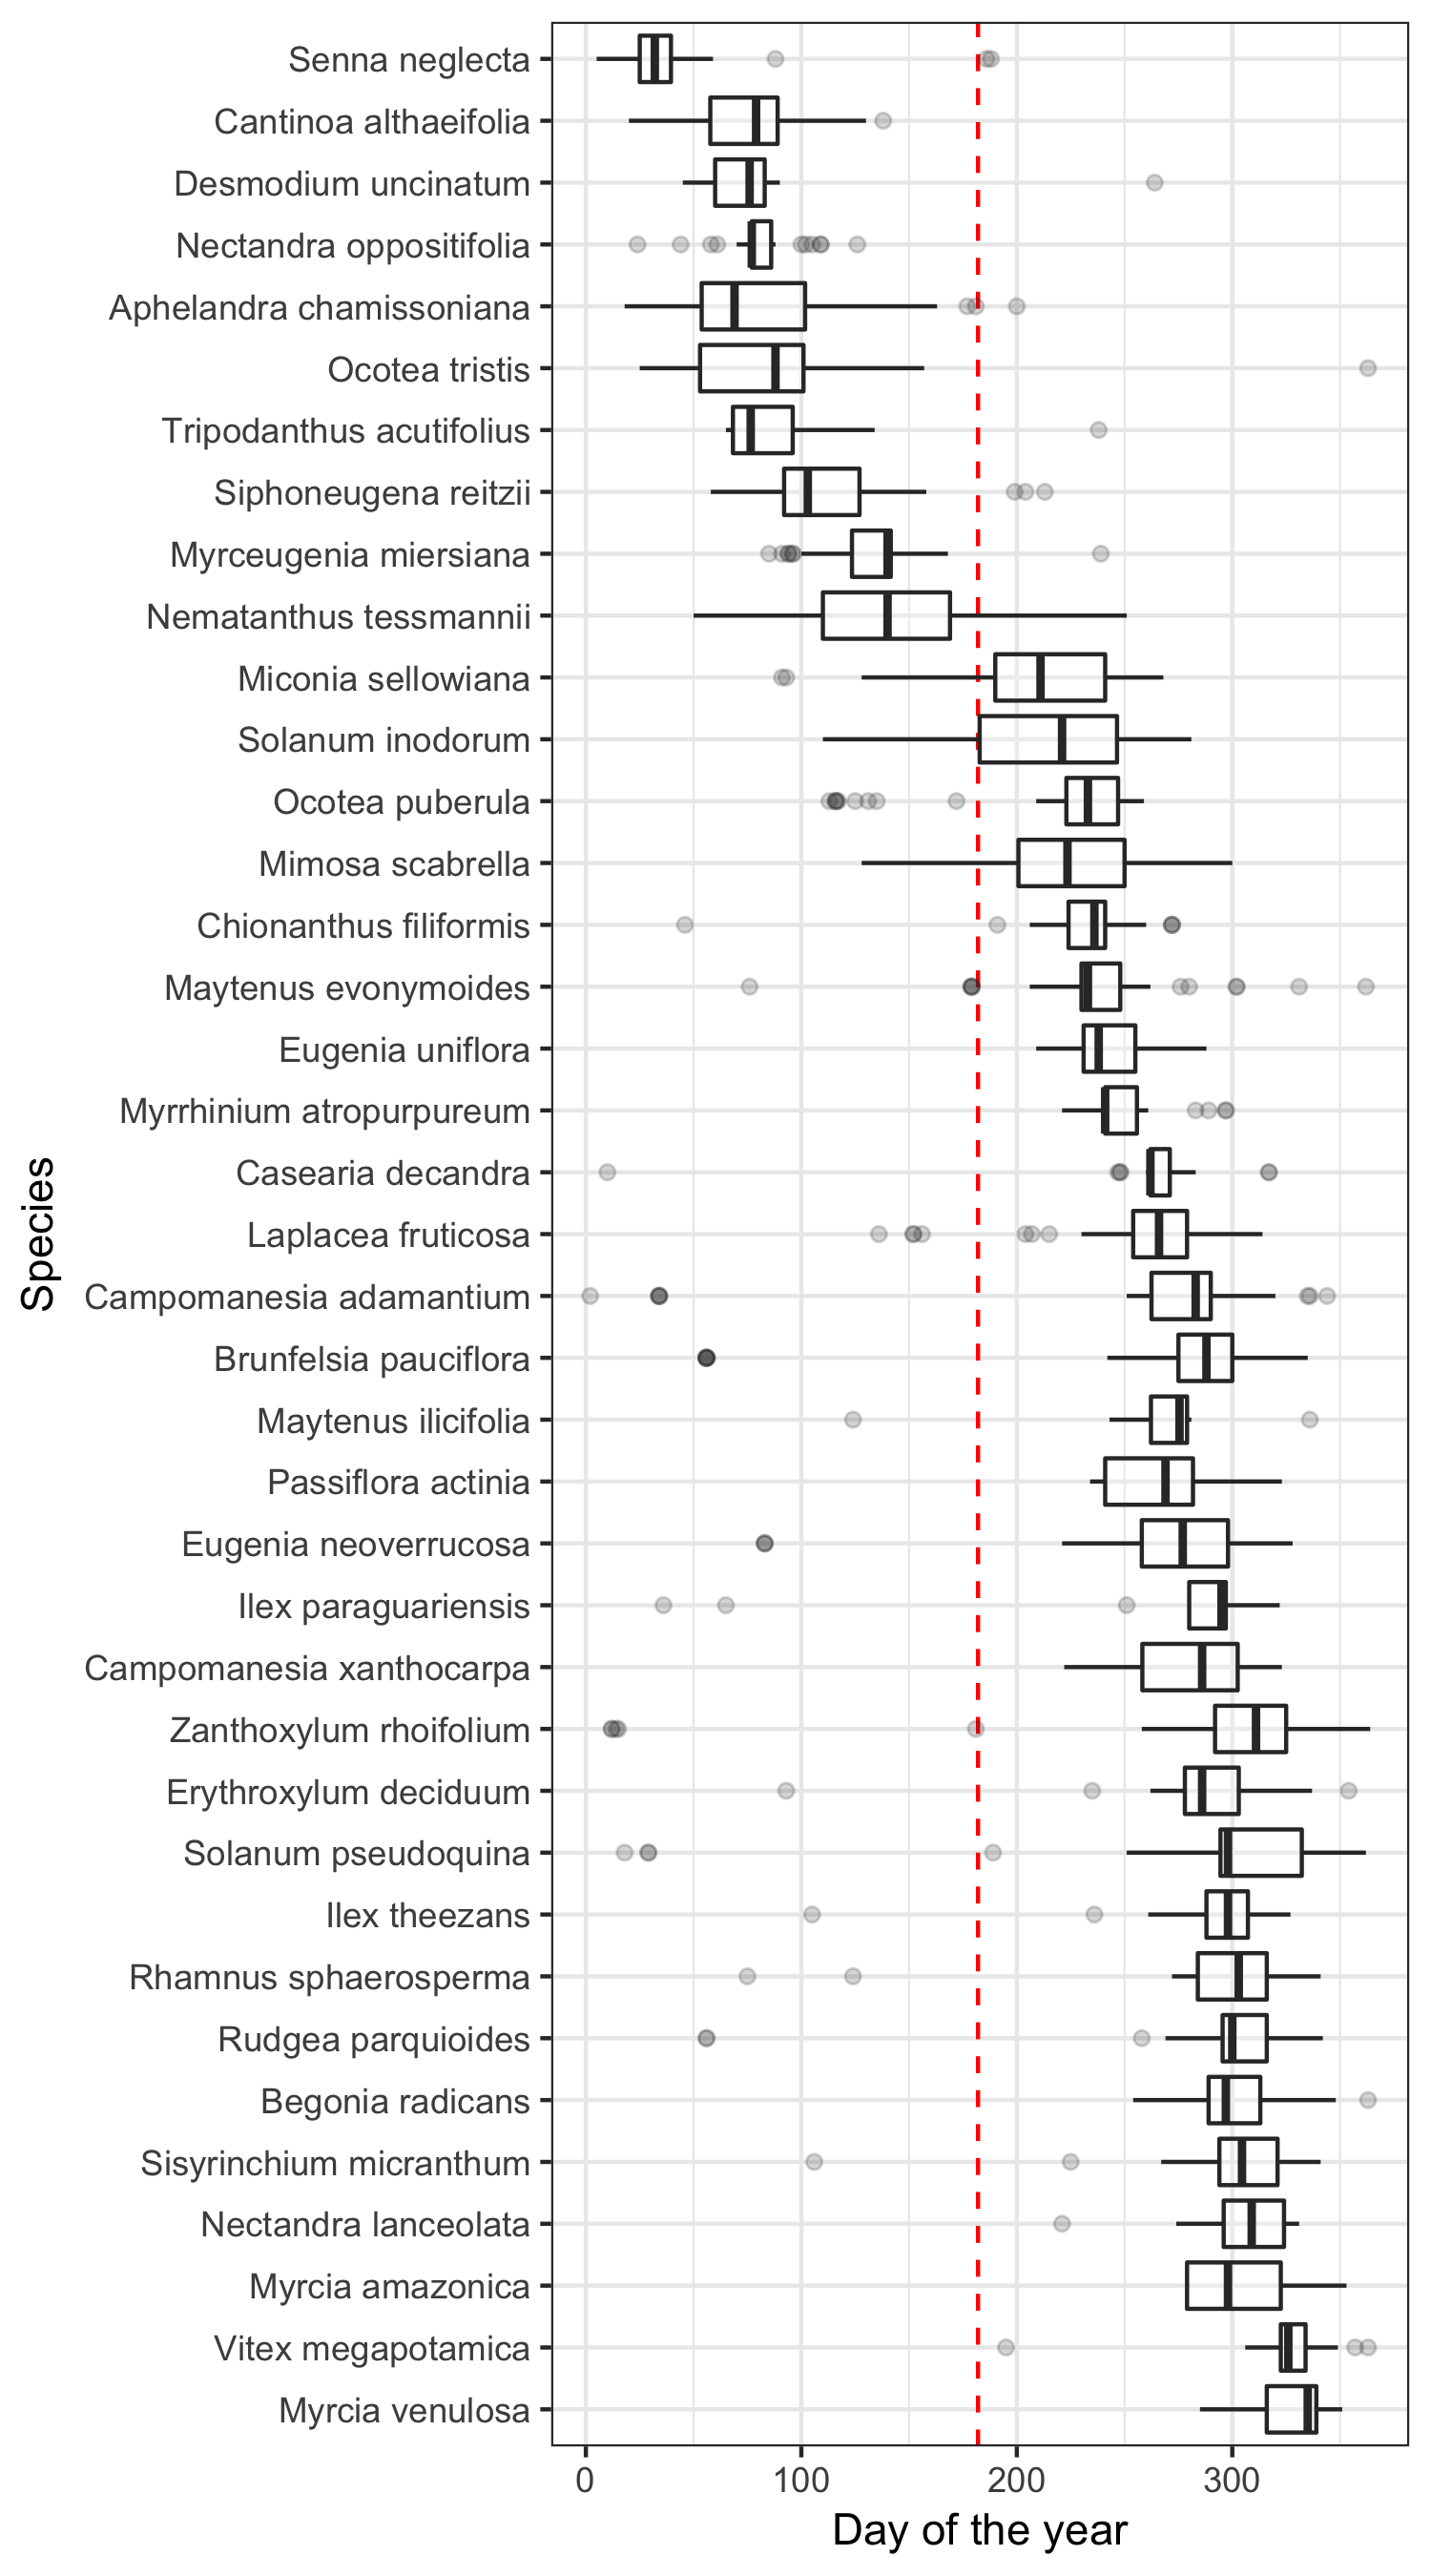 Senna neglecta
Cantinoa althaeifolia
Desmodium uncinatum
Nectandra oppositifolia
Aphelandra chamissoniana
Ocotea tristis
Tripodanthus acutifolius
Siphoneugena reitzii
Myrceugenia miersiana
Nematanthus tessmannii
Miconia sellowiana
Solanum inodorum
Ocotea puberula
Mimosa scabrella
Chionanthus filiformis
Maytenus evonymoides
Eugenia uniflora
Myrrhinium atropurpureum
Casearia decandra
Laplacea fruticosa
Campomanesia adamantium
Brunfelsia pauciflora
Maytenus ilicifolia
Passiflora actinia
Eugenia neoverrucosa
Ilex paraguariensis
Campomanesia xanthocarpa
Zanthoxylum rhoifolium
Erythroxylum deciduum
Solanum pseudoquina
Ilex theezans
Rhamnus sphaerosperma
Rudgea parquioides
Begonia radicans
Sisyrinchium micranthum
Nectandra lanceolata
Myrcia amazonica
Vitex megapotamica
Myrcia venulosa
Species
0 100 200 300
Day of the year